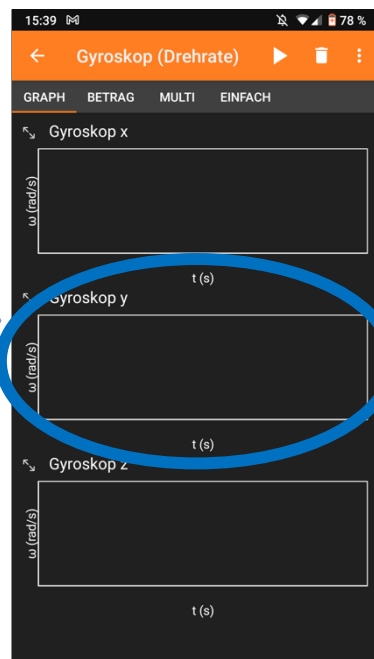 15:39 78 %
Gyroskop (Drehrate)
GRAPH BETRAG MULTI EINFACH
Gyroskop x
ω (rad/s)
t (s)
Gyroskop y
ω (rad/s)
t (s)
Gyroskop z
ω (rad/s)
t (s)